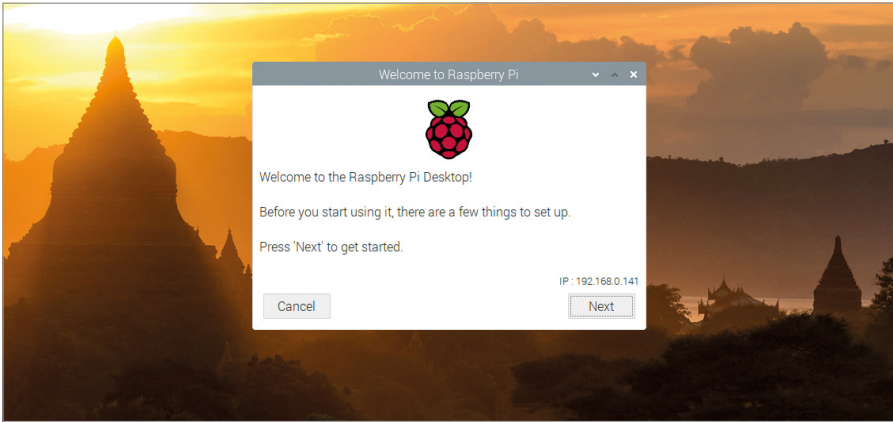 Welcome to Raspberry Pi
Welcome to the Raspberry Pi Desktop!
Before you start using it, there are a few things to set up.
Press 'Next' to get started.
IP : 192.168.0.141
Cancel
Next